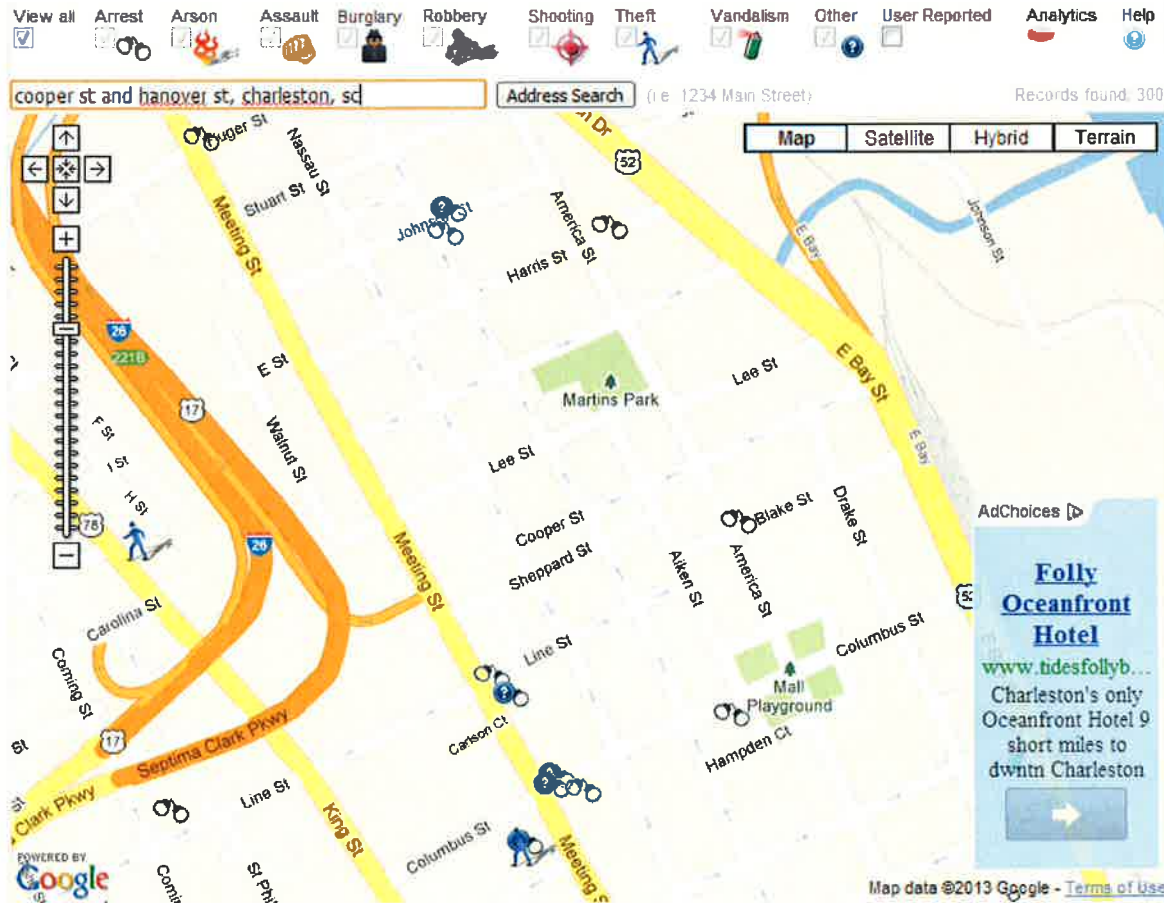 View all Arrest Arson Assault Burglary Robbery Shooting Theft Vandalism Other User Reported Analytics Help
cooper st and hanover st, charleston, sc Address Search (i.e. 1234 Main Street) Records found: 300
Map Satellite Hybrid Terrain
52
Nassau St
Stuart St
Meeting St
America St
Harris St
E Bay
Johnson St
26
221B
17
E St
Walnut St
F St
I St
H St
78
Martins Park
Lee St
E Bay St
E Bay
Lee St
Cooper St
Sheppard St
Blake St
Drake St
Aiken St
America St
26
Meeting St
Carolina St
Coming St
Line St
Columbus St
Mall
Playground
Hampden Ct
Carlson Ct
17
St
Septima Clark Pkwy
Clark Pkwy
Line St
King St
Columbus St
AdChoices
Folly
Oceanfront
Hotel
www.tidesfollyb...
Charleston's only
Oceanfront Hotel 9
short miles to
dwntn Charleston
POWERED BY
Google
Map data ©2013 Google - Terms of Use